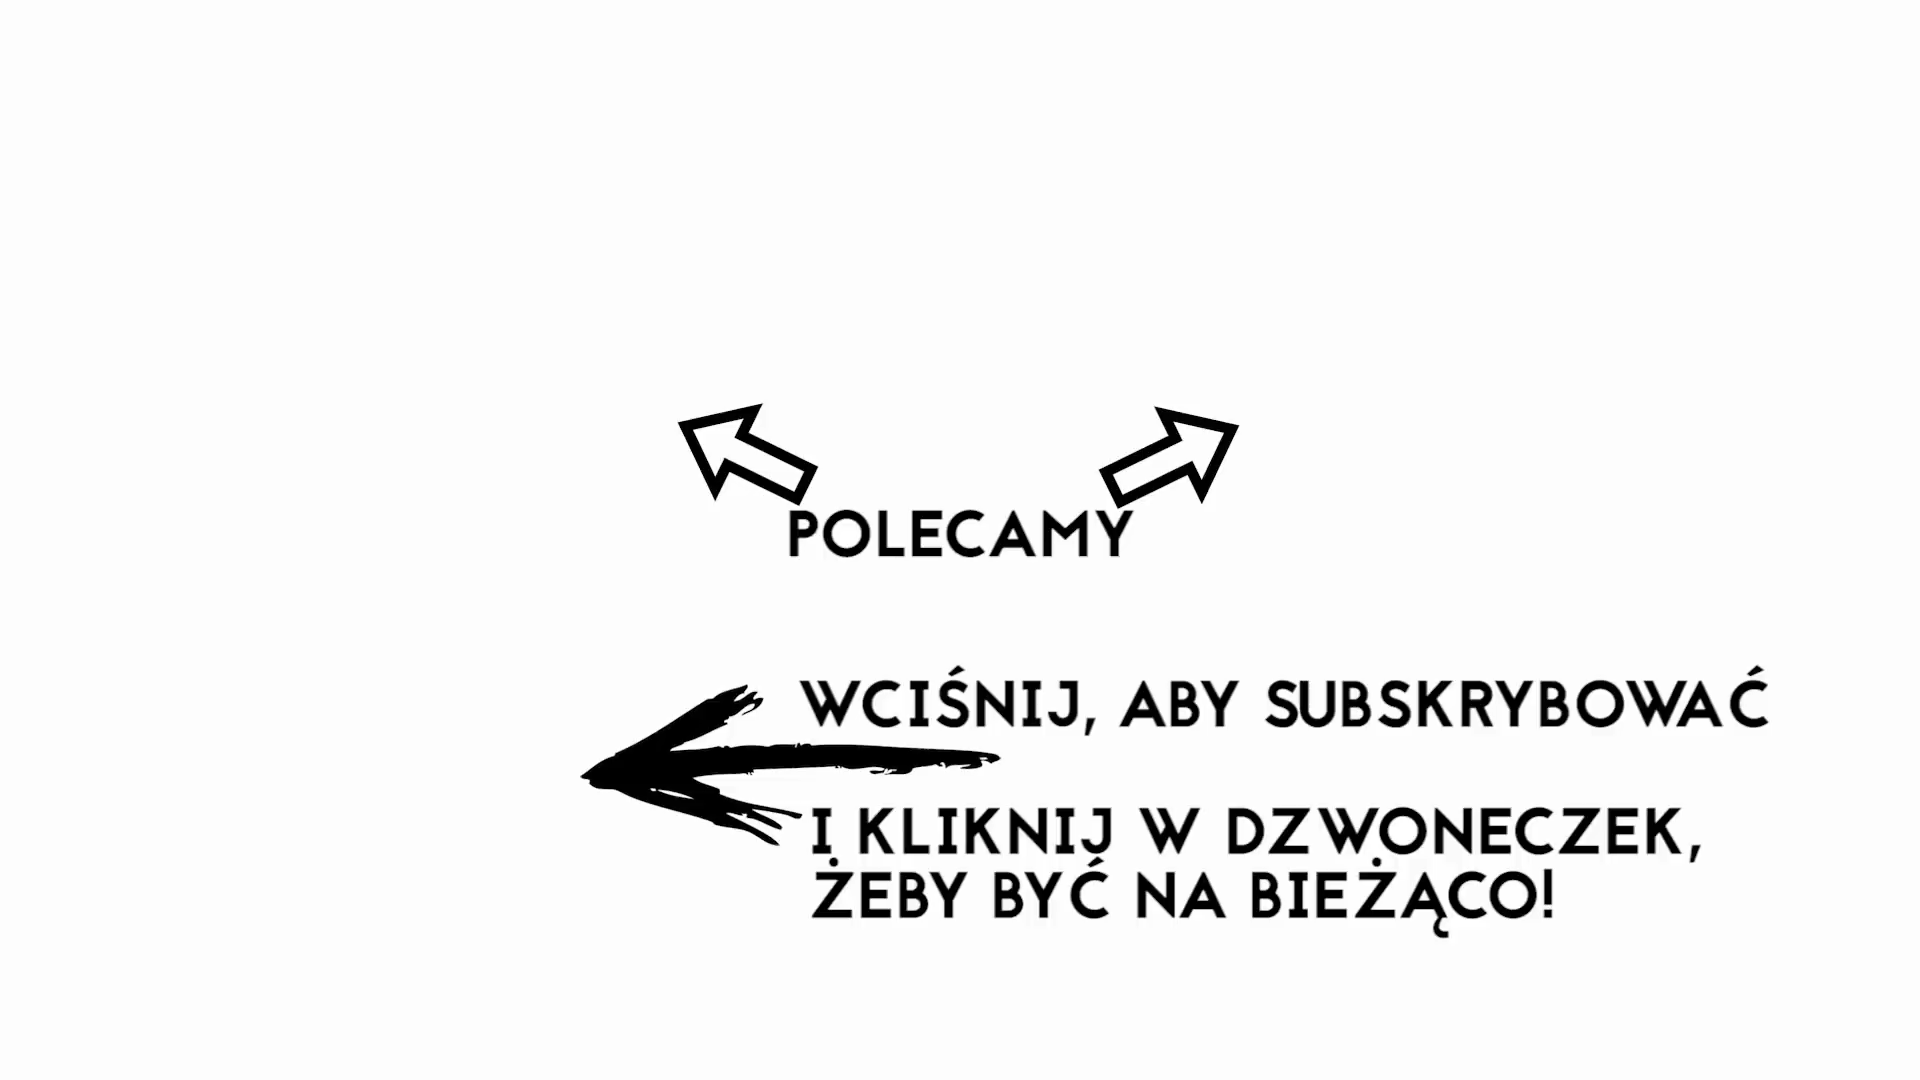 POLECAMY
WCIŚNIJ, ABY SUBSKRYBOWAĆ
I KLIKNIJ W DZWONECZEK,
ŻEBY BYĆ NA BIEŻĄCO!